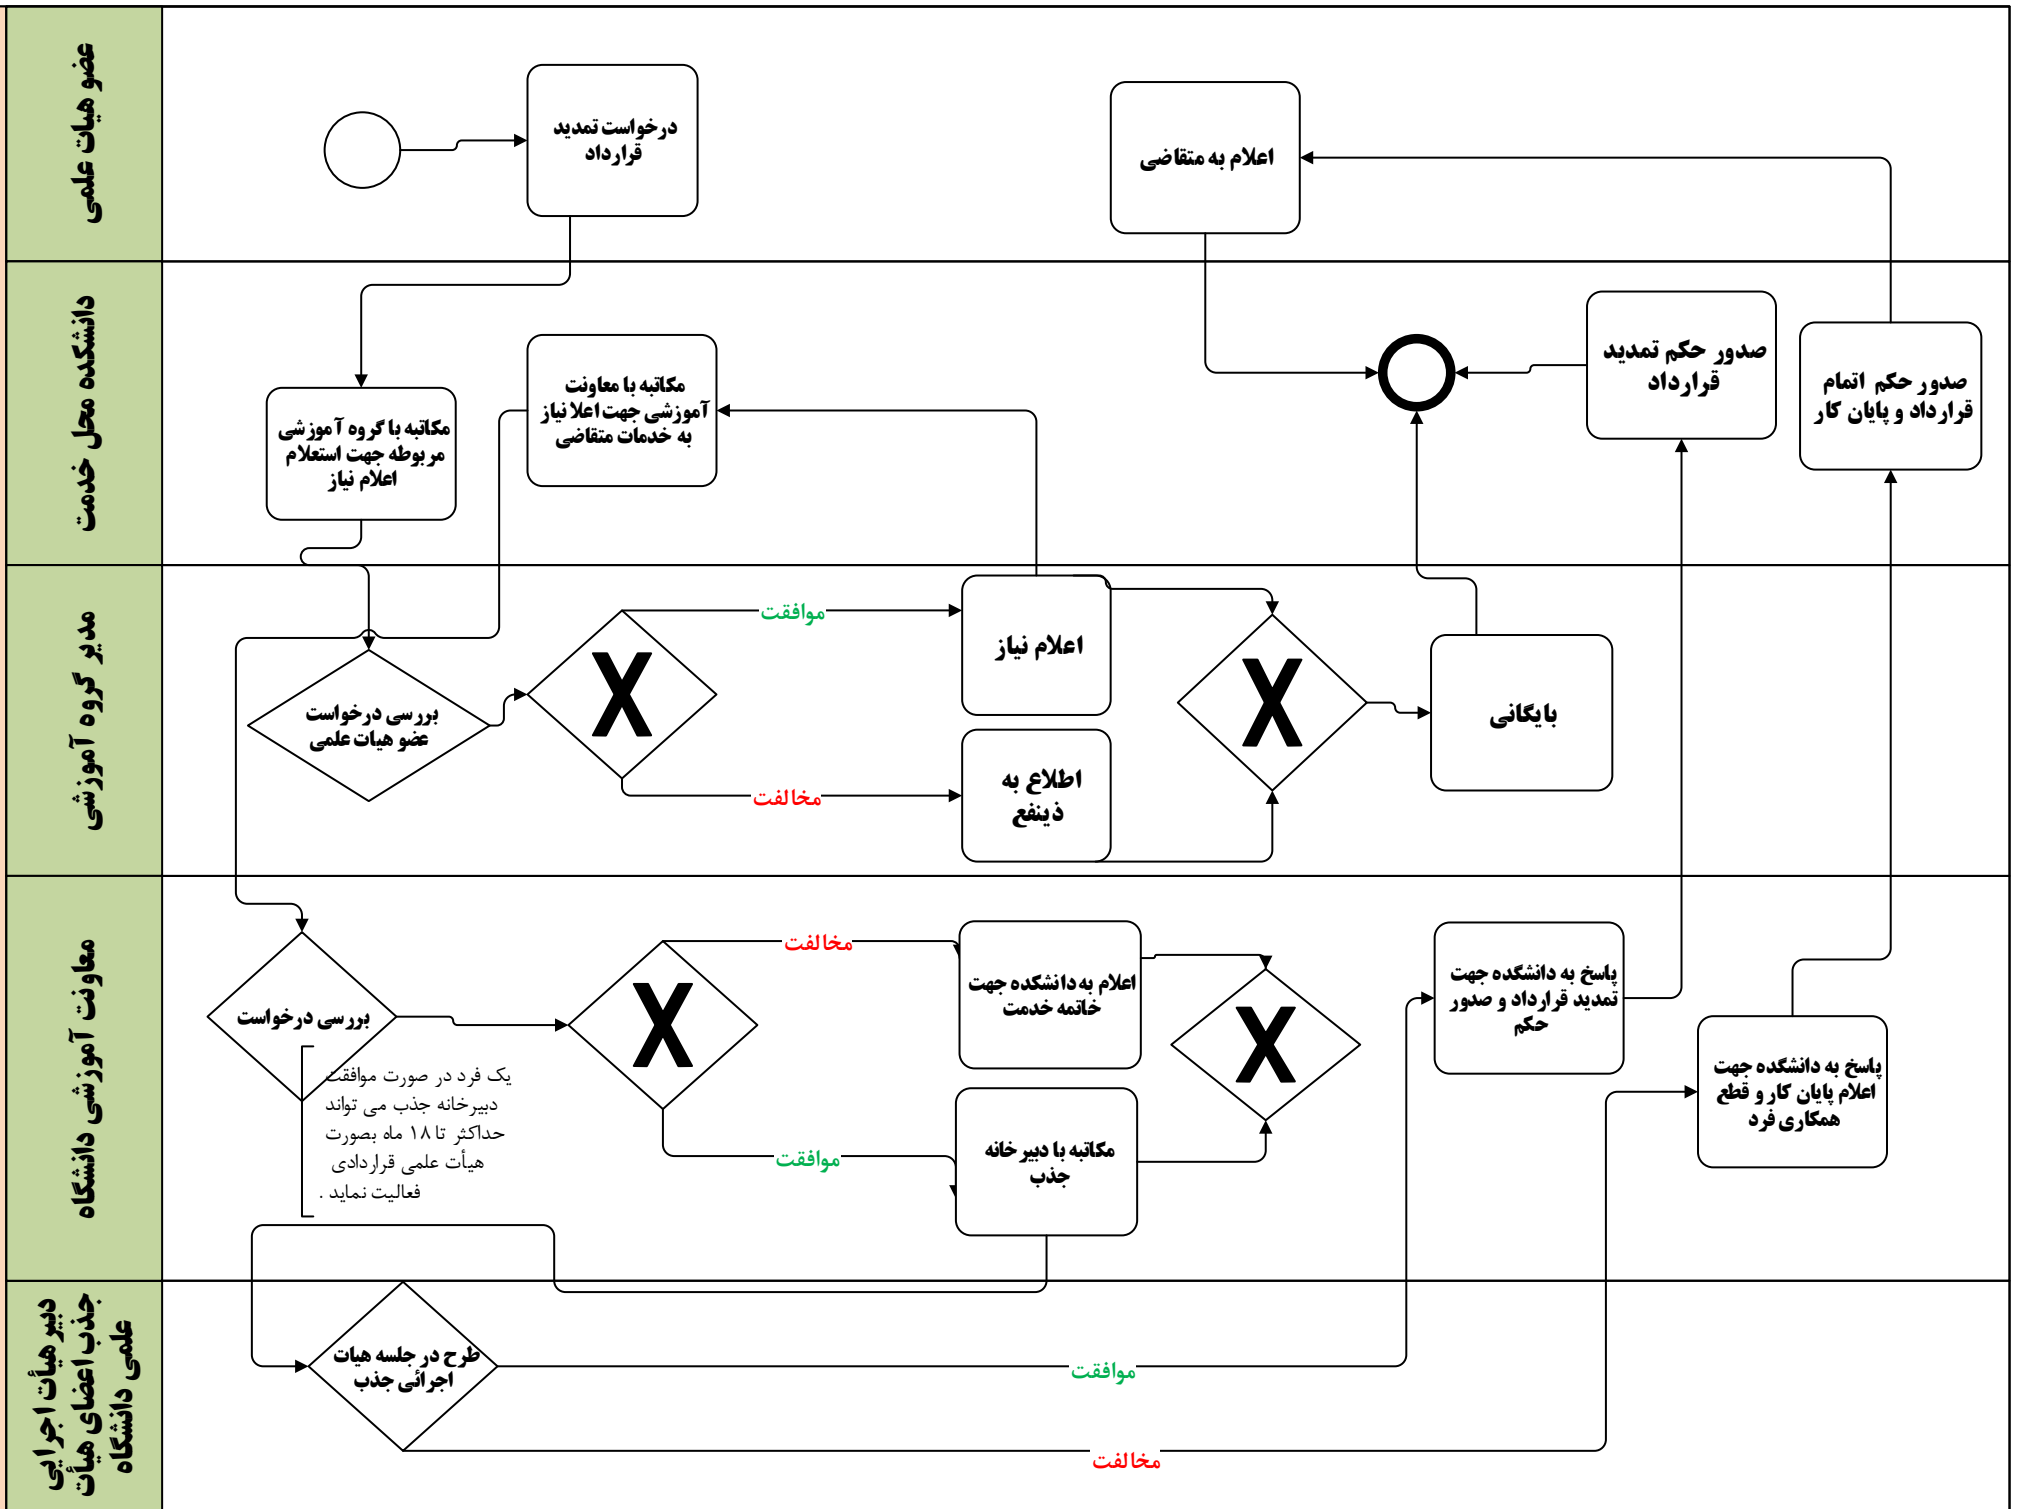 عضو هیات علمی
درخواست تمدید
قرارداد
اعلام به متقاضی
دانشکده محل خدمت
مکاتبه با گروه آموزشی
مربوطه جهت استعلام
اعلام نیاز
مکاتبه با معاونت
آموزشی جهت اعلا نیاز
به خدمات متقاضی
صدور حکم تمدید
قرارداد
صدور حکم اتمام
قرارداد و پایان کار
مدیر گروه آموزشی
بررسی درخواست
عضو هیات علمی
X
موافقت
مخالفت
اعلام نیاز
اطلاع به
ذینفع
X
بایگانی
معاونت آموزشی دانشگاه
بررسی درخواست
یک فرد در صورت موافقت
دبیرخانه جذب می تواند
حداکثر تا ۱۸ ماه بصورت
هیأت علمی قراردادی
فعالیت نماید .
X
مخالفت
موافقت
اعلام به دانشکده جهت
خاتمه خدمت
مکاتبه با دبیرخانه
جذب
X
پاسخ به دانشگده جهت
تمدید قرارداد و صدور
حکم
پاسخ به دانشکده جهت
اعلام پایان کار و قطع
همکاری فرد
دبیر هیأت اجرایی
جذب اعضای هیأت
علمی دانشگاه
طرح در جلسه هیات
اجرائی جذب
موافقت
مخالفت